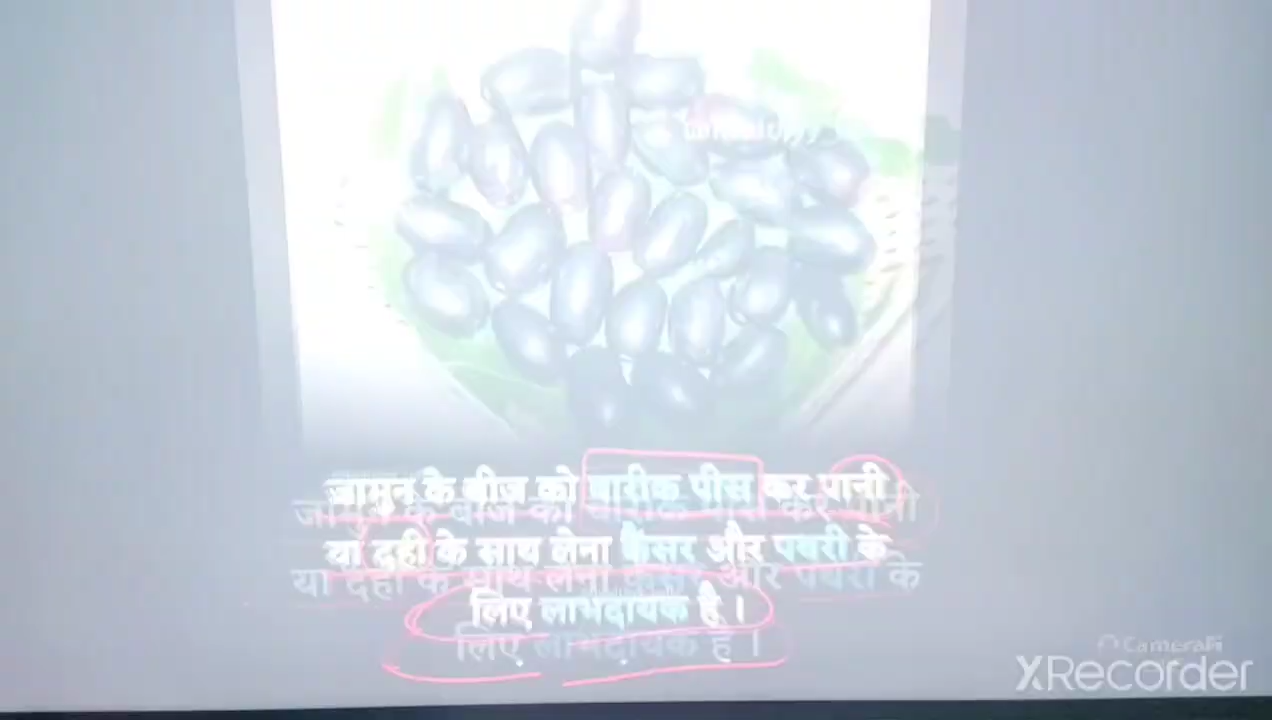 जामुन के बीज को बारीक पीस कर पानी
या दही के साथ लेना कैंसर और पथरी के
लिए लाभदायक है ।
XRecorder